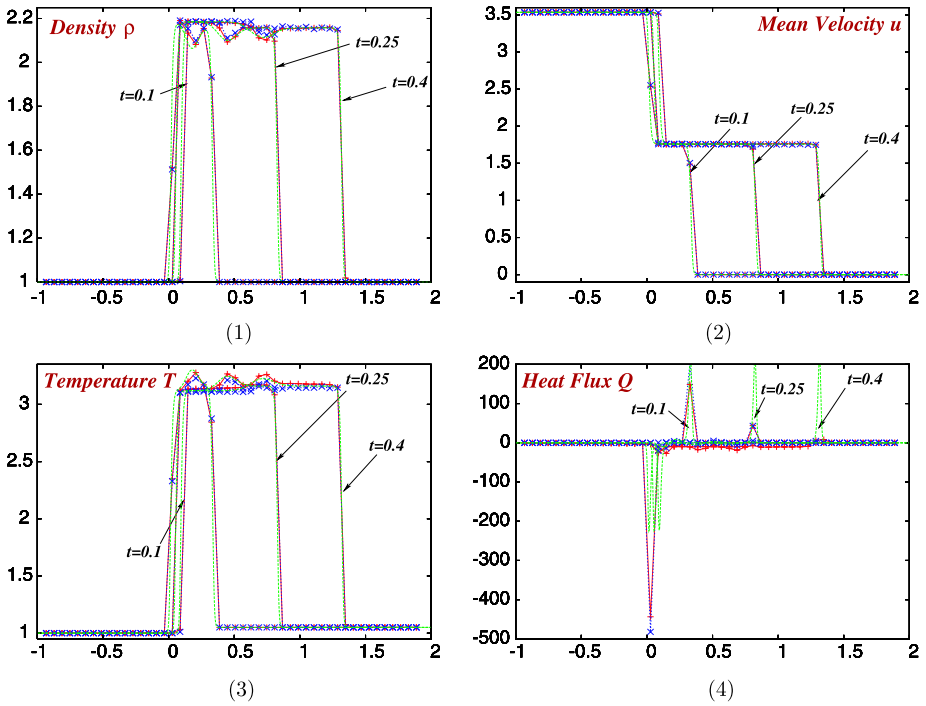 Density ρ
2.2
2
1.8
1.6
1.4
1.2
1
t=0.1
t=0.25
t=0.4
-1 -0.5 0 0.5 1 1.5 2
(1)
Mean Velocity u
3.5
3
2.5
2
1.5
1
0.5
0
t=0.1
t=0.25
t=0.4
-1 -0.5 0 0.5 1 1.5 2
(2)
Temperature T
3
2.5
2
1.5
1
t=0.25
t=0.4
t=0.1
-1 -0.5 0 0.5 1 1.5 2
(3)
Heat Flux Q
200
100
0
-100
-200
-300
-400
-500
t=0.1
t=0.25
t=0.4
-1 -0.5 0 0.5 1 1.5 2
(4)